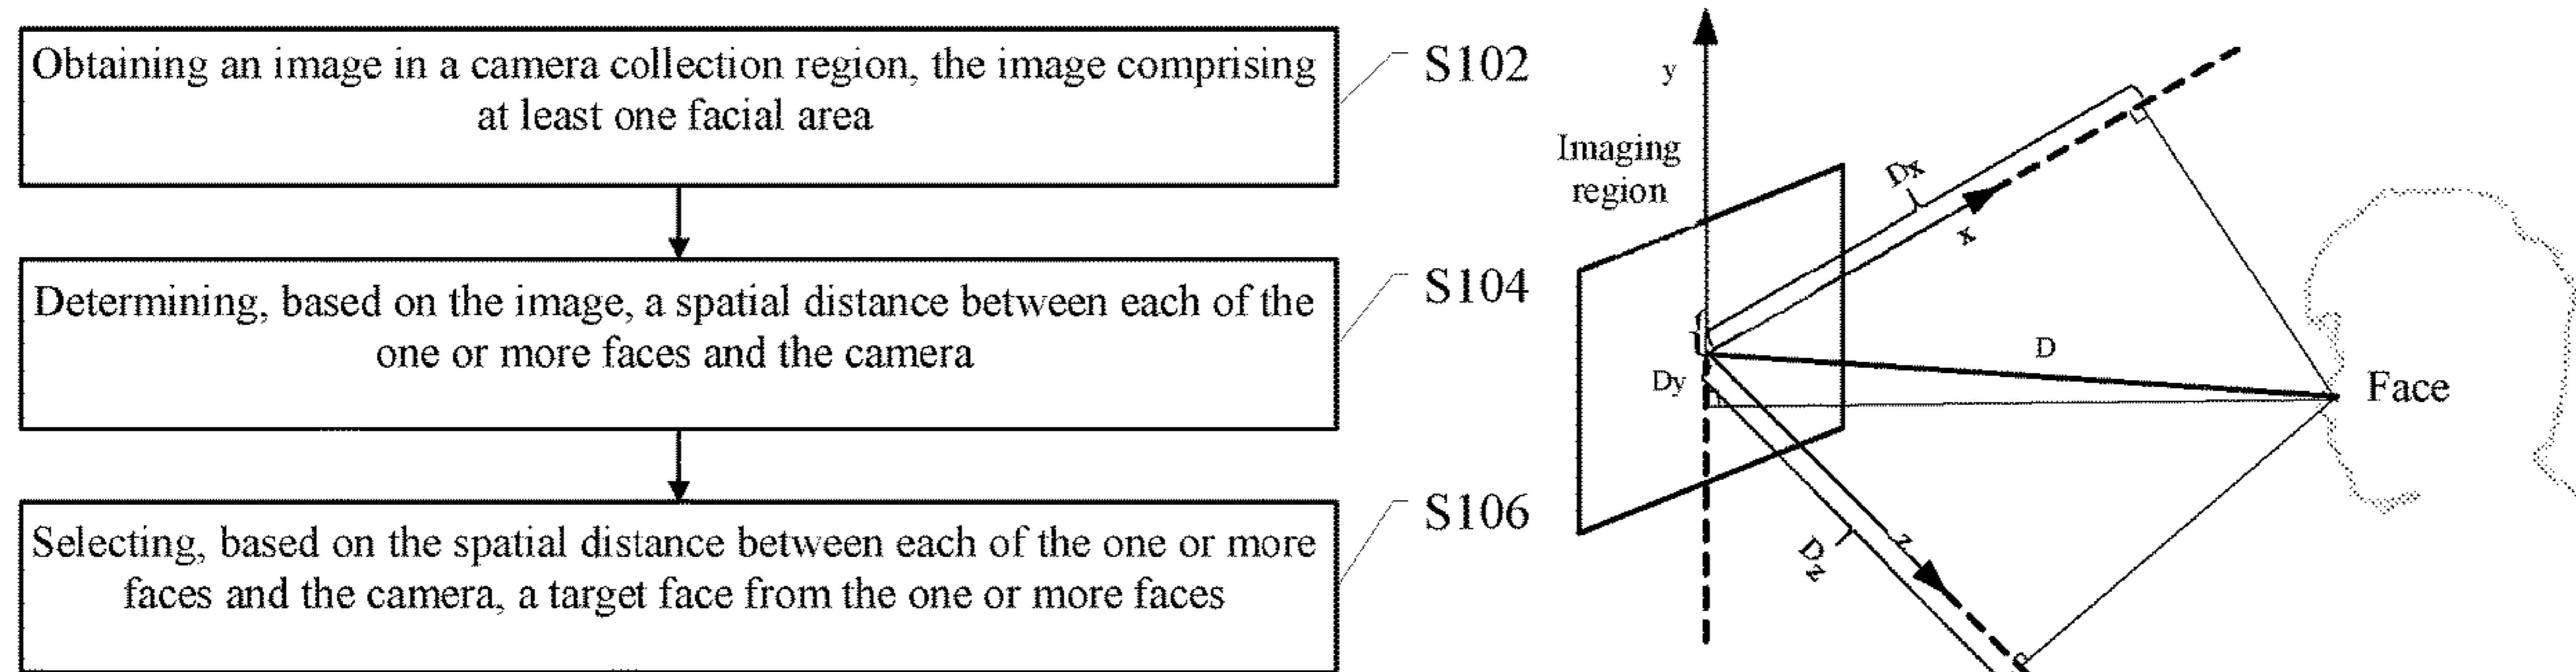 Obtaining an image in a camera collection region, the image comprising
at least one facial area
S102
Determining, based on the image, a spatial distance between each of the
one or more faces and the camera
S104
Selecting, based on the spatial distance between each of the one or more
faces and the camera, a target face from the one or more faces
S106
y
Imaging
region
Dx
x
D
Dy
Face
z
Dz